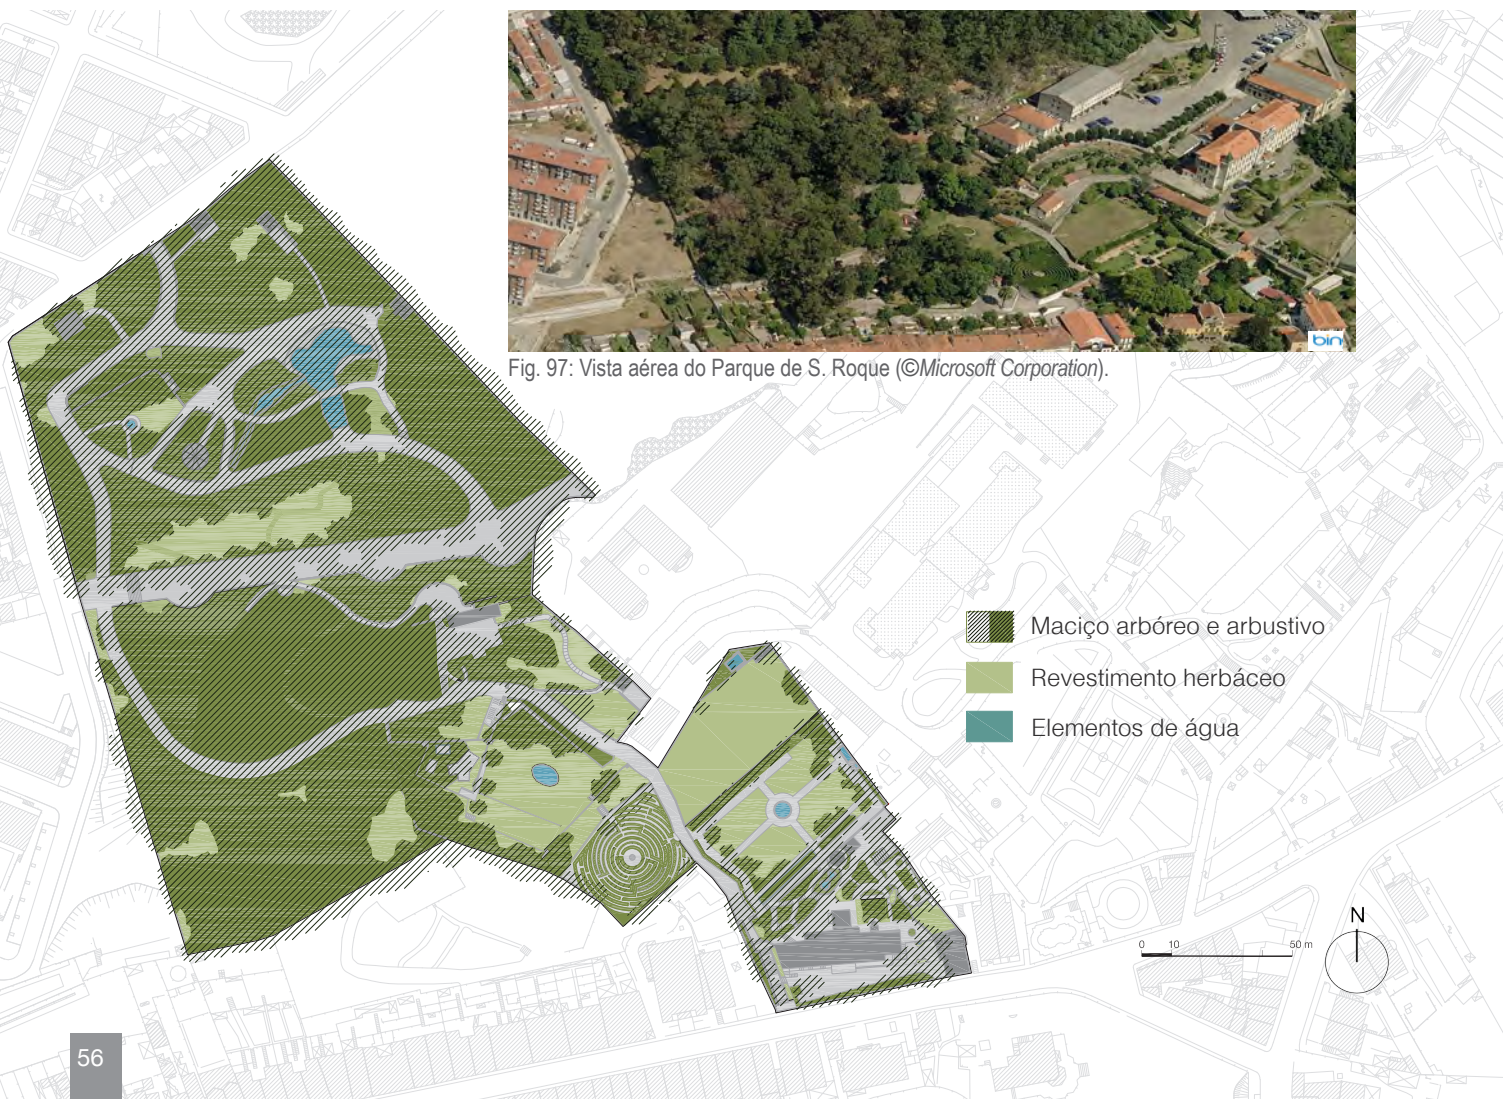 bin
Fig. 97: Vista aérea do Parque de S. Roque (©Microsoft Corporation).
Maciço arbóreo e arbustivo
Revestimento herbáceo
Elementos de água
N
0 10 50 m
56